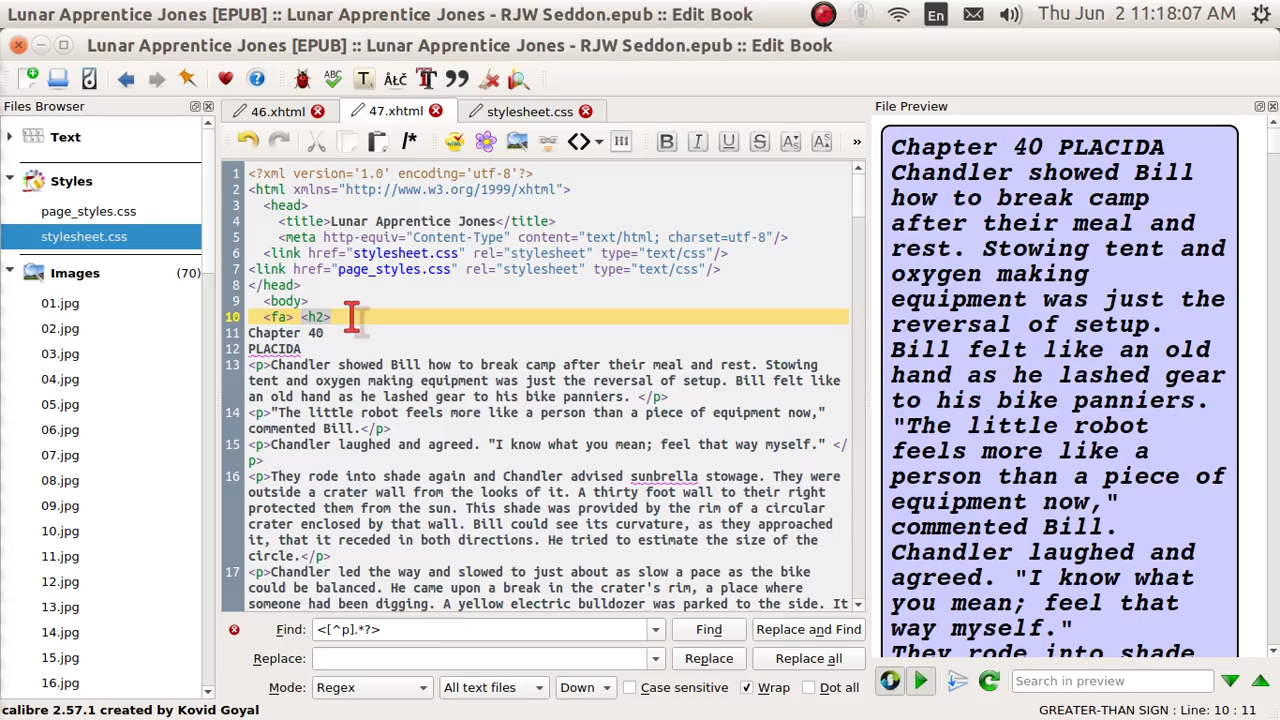 Lunar Apprentice Jones [EPUB] :: Lunar Apprentice Jones - RJW Seddon.epub :: Edit Book
En
Thu Jun 2 11:18:07 AM
Lunar Apprentice Jones [EPUB] :: Lunar Apprentice Jones - RJW Seddon.epub :: Edit Book
Files Browser
46.xhtml
47.xhtml
stylesheet.css
File Preview
Text
Styles
page_styles.css
stylesheet.css
Images (70)
01.jpg
02.jpg
03.jpg
04.jpg
05.jpg
06.jpg
07.jpg
08.jpg
09.jpg
10.jpg
11.jpg
12.jpg
13.jpg
14.jpg
15.jpg
16.jpg
/*
H1
B I U S
»
1 <?xml version='1.0' encoding='utf-8'?>
2 <html xmlns="http://www.w3.org/1999/xhtml">
3 <head>
4 <title>Lunar Apprentice Jones</title>
5 <meta http-equiv="Content-Type" content="text/html; charset=utf-8"/>
6 <link href="stylesheet.css" rel="stylesheet" type="text/css"/>
7 <link href="page_styles.css" rel="stylesheet" type="text/css"/>
8 </head>
9 <body>
10 <fa> <h2>
11 Chapter 40
12 PLACIDA
13 <p>Chandler showed Bill how to break camp after their meal and rest. Stowing
tent and oxygen making equipment was just the reversal of setup. Bill felt like
an old hand as he lashed gear to his bike panniers. </p>
14 <p>"The little robot feels more like a person than a piece of equipment now,"
commented Bill.</p>
15 <p>Chandler laughed and agreed. "I know what you mean; feel that way myself." </
p>
16 <p>They rode into shade again and Chandler advised sunbrella stowage. They were
outside a crater wall from the looks of it. A thirty foot wall to their right
protected them from the sun. This shade was provided by the rim of a circular
crater enclosed by that wall. Bill could see its curvature, as they approached
it, that it receded in both directions. He tried to estimate the size of the
circle.</p>
17 <p>Chandler led the way and slowed to just about as slow a pace as the bike
could be balanced. He came upon a break in the crater's rim, a place where
someone had been digging. A yellow electric bulldozer was parked to the side. It
Chapter 40 PLACIDA
Chandler showed Bill
how to break camp
after their meal and
rest. Stowing tent and
oxygen making
equipment was just the
reversal of setup.
Bill felt like an old
hand as he lashed gear
to his bike panniers.
"The little robot
feels more like a
person than a piece of
equipment now,"
commented Bill.
Chandler laughed and
agreed. "I know what
you mean; feel that
way myself."
They rode into shade
Find: <[^p].*?>
Find
Replace and Find
Replace:
Replace
Replace all
Mode: Regex
All text files
Down
Case sensitive
Wrap
Dot all
Search in preview
calibre 2.57.1 created by Kovid Goyal
GREATER-THAN SIGN : Line: 10 : 11